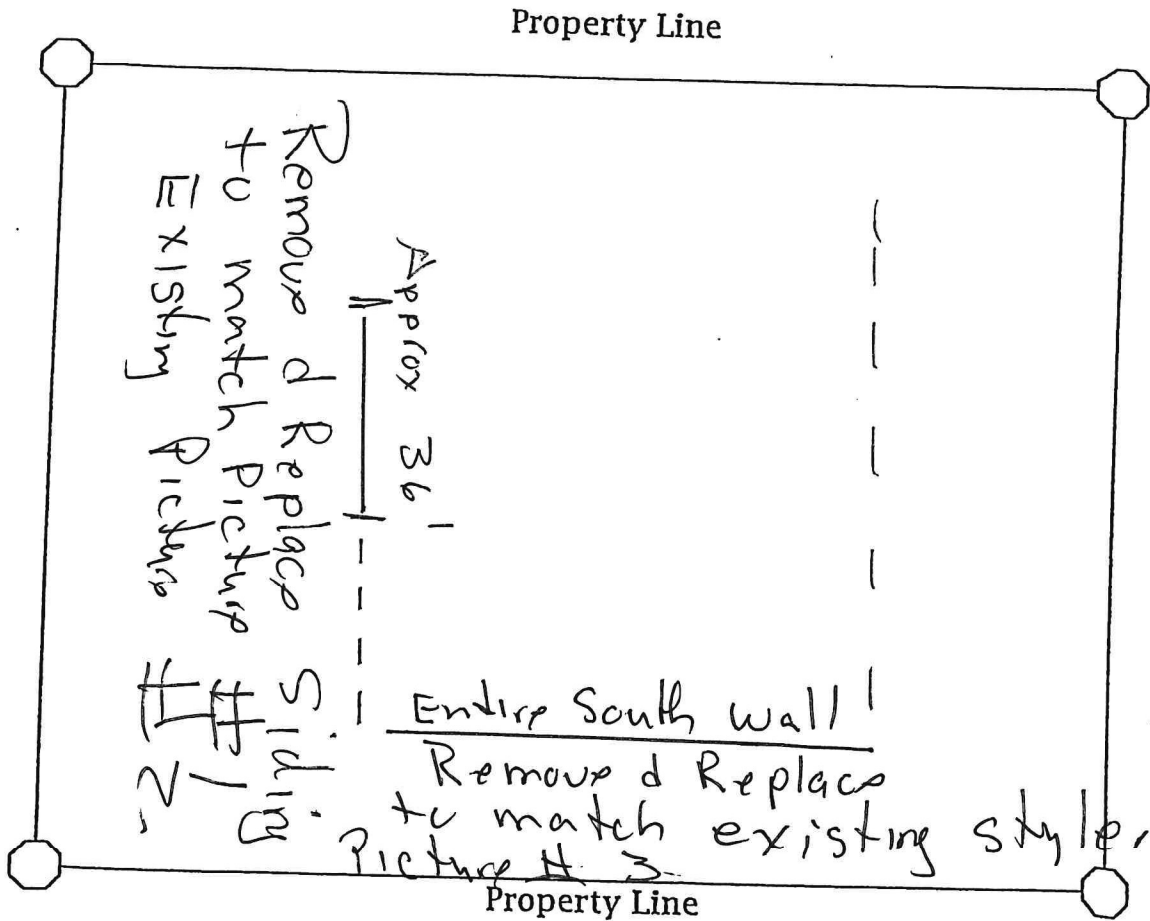 Property Line
Remove d Replace Siding
to match Picture #1
Existing Picture #2.
Approx 36'
Entire South wall
Remove d Replace
to match existing style.
Picture # 3
Property Line